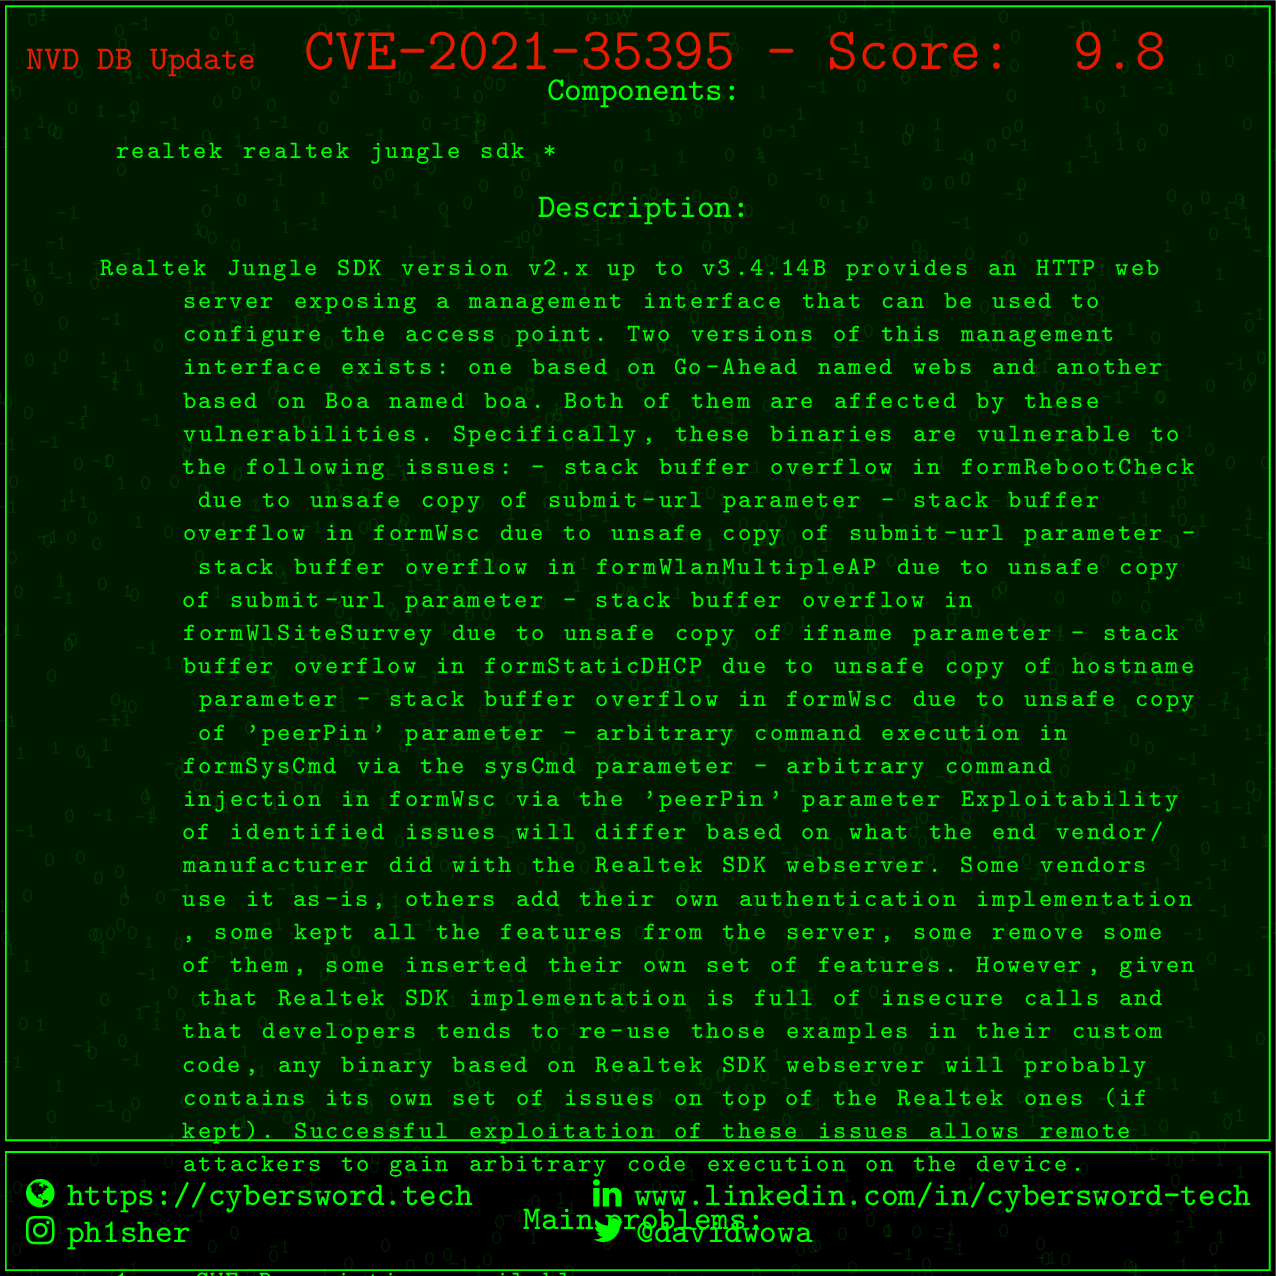 NVD DB Update CVE-2021-35395 - Score: 9.8
Components:
realtek realtek jungle sdk *
Description:
Realtek Jungle SDK version v2.x up to v3.4.14B provides an HTTP web
server exposing a management interface that can be used to
configure the access point. Two versions of this management
interface exists: one based on Go-Ahead named webs and another
based on Boa named boa. Both of them are affected by these
vulnerabilities. Specifically, these binaries are vulnerable to
the following issues: - stack buffer overflow in formRebootCheck
due to unsafe copy of submit-url parameter - stack buffer
overflow in formWsc due to unsafe copy of submit-url parameter -
stack buffer overflow in formWlanMultipleAP due to unsafe copy
of submit-url parameter - stack buffer overflow in
formWlSiteSurvey due to unsafe copy of ifname parameter - stack
buffer overflow in formStaticDHCP due to unsafe copy of hostname
parameter - stack buffer overflow in formWsc due to unsafe copy
of 'peerPin' parameter - arbitrary command execution in
formSysCmd via the sysCmd parameter - arbitrary command
injection in formWsc via the 'peerPin' parameter Exploitability
of identified issues will differ based on what the end vendor/
manufacturer did with the Realtek SDK webserver. Some vendors
use it as-is, others add their own authentication implementation
, some kept all the features from the server, some remove some
of them, some inserted their own set of features. However, given
that Realtek SDK implementation is full of insecure calls and
that developers tends to re-use those examples in their custom
code, any binary based on Realtek SDK webserver will probably
contains its own set of issues on top of the Realtek ones (if
kept). Successful exploitation of these issues allows remote
attackers to gain arbitrary code execution on the device.
https://cybersword.tech www.linkedin.com/in/cybersword-tech
Main problems:
ph1sher @davidwowa